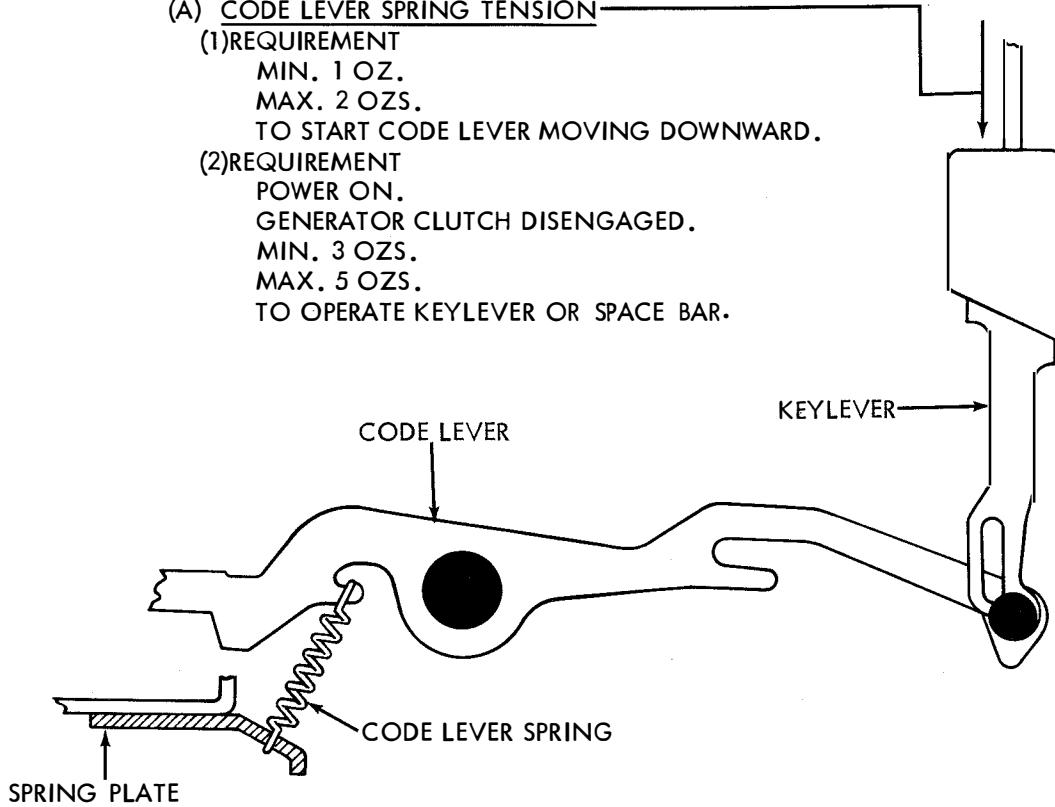 (A) CODE LEVER SPRING TENSION
(1)REQUIREMENT
MIN. 1 OZ.
MAX. 2 OZS.
TO START CODE LEVER MOVING DOWNWARD.
(2)REQUIREMENT
POWER ON.
GENERATOR CLUTCH DISENGAGED.
MIN. 3 OZS.
MAX. 5 OZS.
TO OPERATE KEYLEVER OR SPACE BAR.
KEYLEVER
CODE LEVER
CODE LEVER SPRING
SPRING PLATE